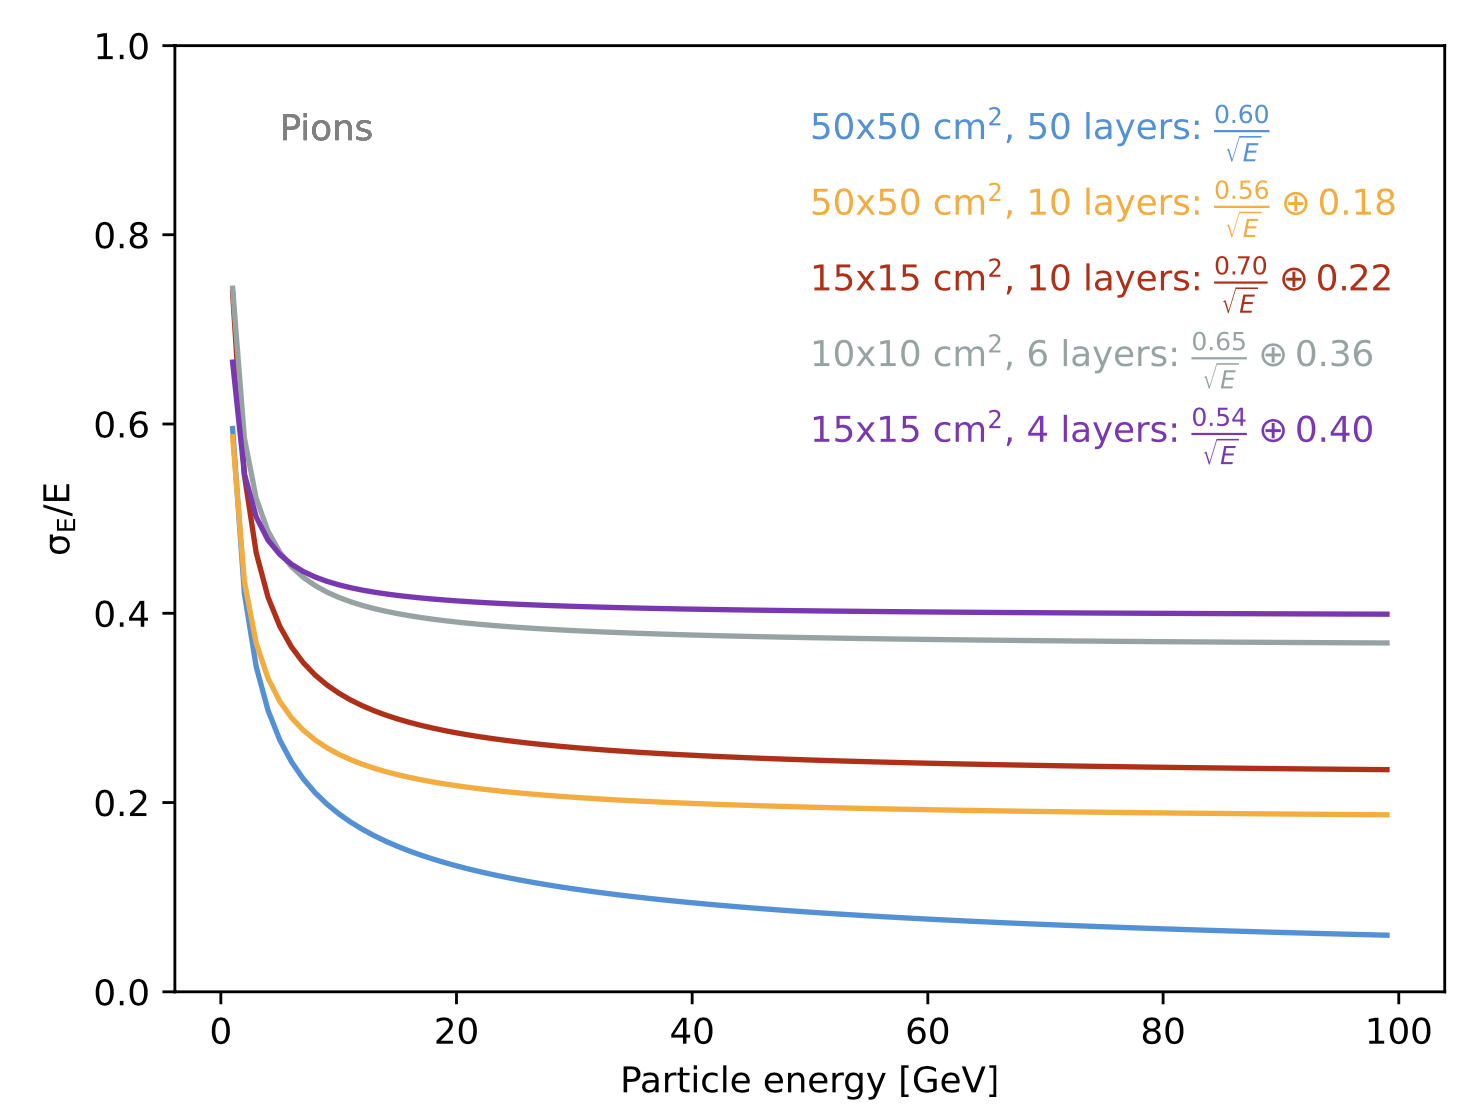 1.0
0.8
0.6
0.4
0.2
0.0
0 20 40 60 80 100
σ_E/E
Particle energy [GeV]
Pions
50x50 cm², 50 layers: 0.60/√E
50x50 cm², 10 layers: 0.56/√E ⊕ 0.18
15x15 cm², 10 layers: 0.70/√E ⊕ 0.22
10x10 cm², 6 layers: 0.65/√E ⊕ 0.36
15x15 cm², 4 layers: 0.54/√E ⊕ 0.40